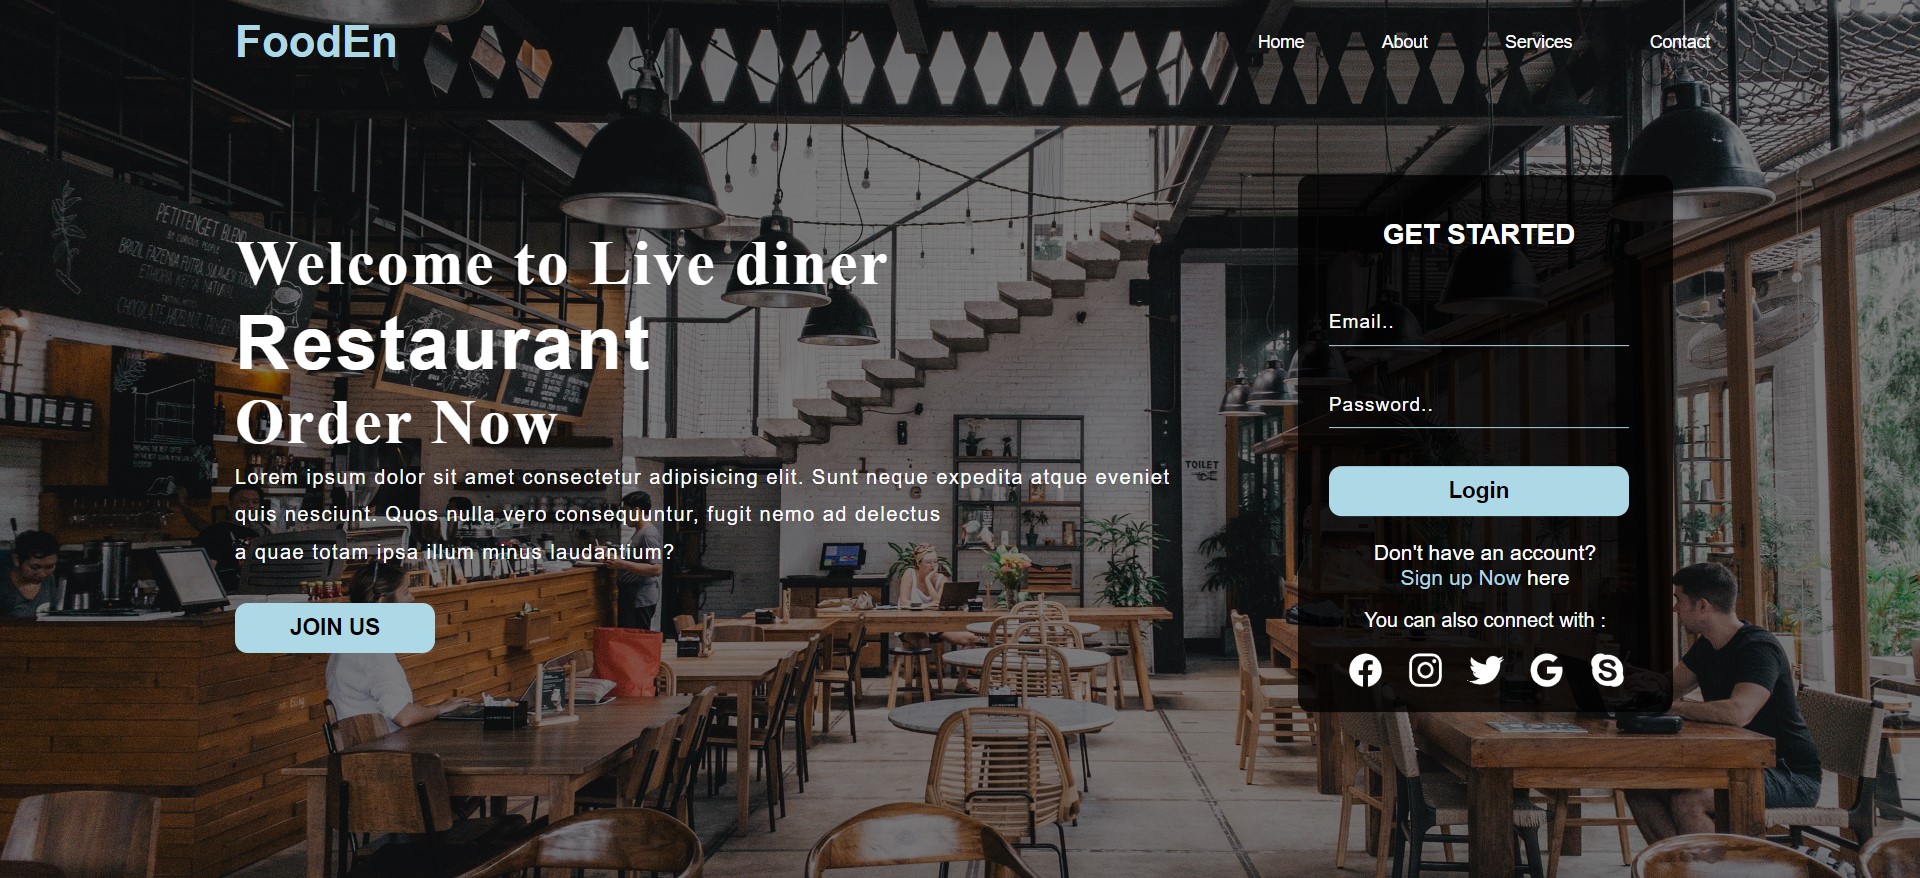 FoodEn
Home About Services Contact
PETITENGET BLEND
Welcome to Live diner
Restaurant
Order Now
Lorem ipsum dolor sit amet consectetur adipisicing elit. Sunt neque expedita atque eveniet
quis nesciunt. Quos nulla vero consequuntur, fugit nemo ad delectus
a quae totam ipsa illum minus laudantium?
JOIN US
TOILET
GET STARTED
Email..
Password..
Login
Don't have an account?
Sign up Now here
You can also connect with :